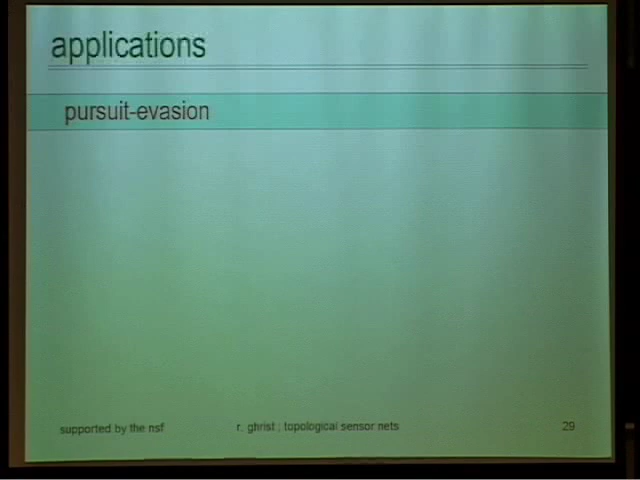 applications
pursuit-evasion
supported by the nsf
r. ghrist ; topological sensor nets
29